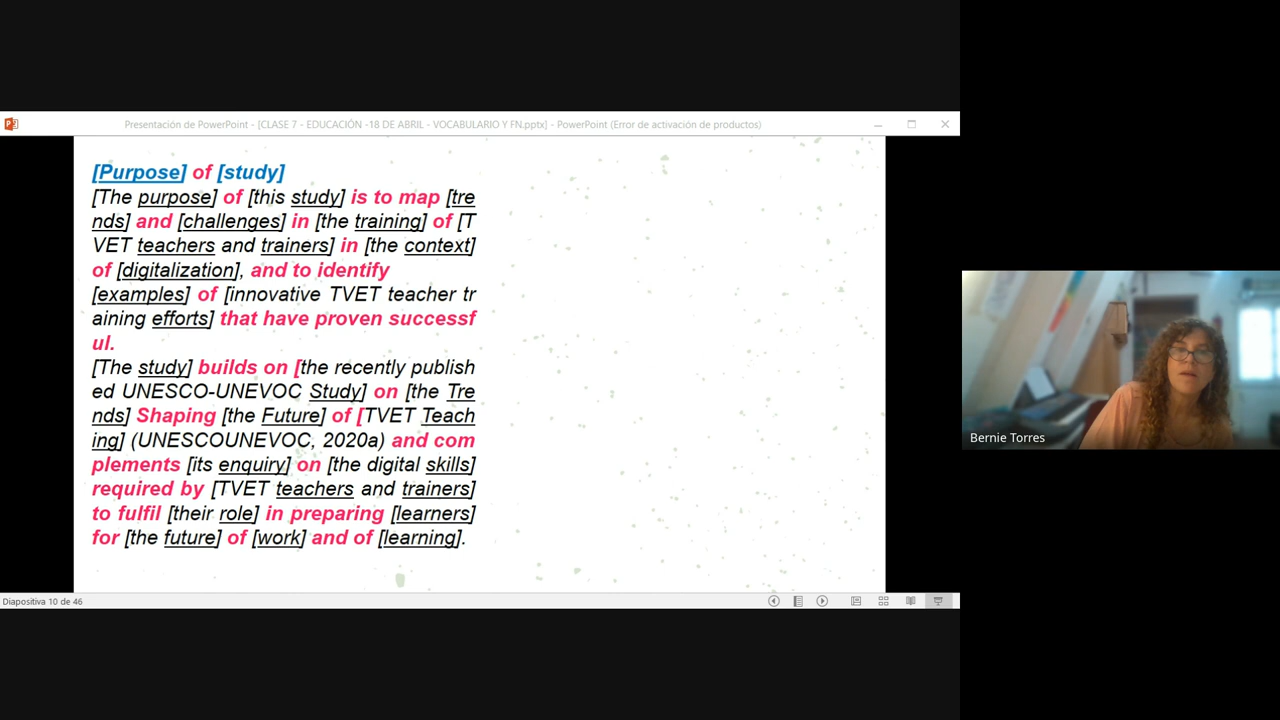 Presentación de PowerPoint - [CLASE 7 - EDUCACIÓN -18 DE ABRIL - VOCABULARIO Y FN.pptx] - PowerPoint (Error de activación de productos)
[Purpose] of [study]
[The purpose] of [this study] is to map [tre
nds] and [challenges] in [the training] of [T
VET teachers and trainers] in [the context]
of [digitalization], and to identify
[examples] of [innovative TVET teacher tr
aining efforts] that have proven successf
ul.
[The study] builds on [the recently publish
ed UNESCO-UNEVOC Study] on [the Tre
nds] Shaping [the Future] of [TVET Teach
ing] (UNESCOUNEVOC, 2020a) and com
plements [its enquiry] on [the digital skills]
required by [TVET teachers and trainers]
to fulfil [their role] in preparing [learners]
for [the future] of [work] and of [learning].
Bernie Torres
Diapositiva 10 de 46